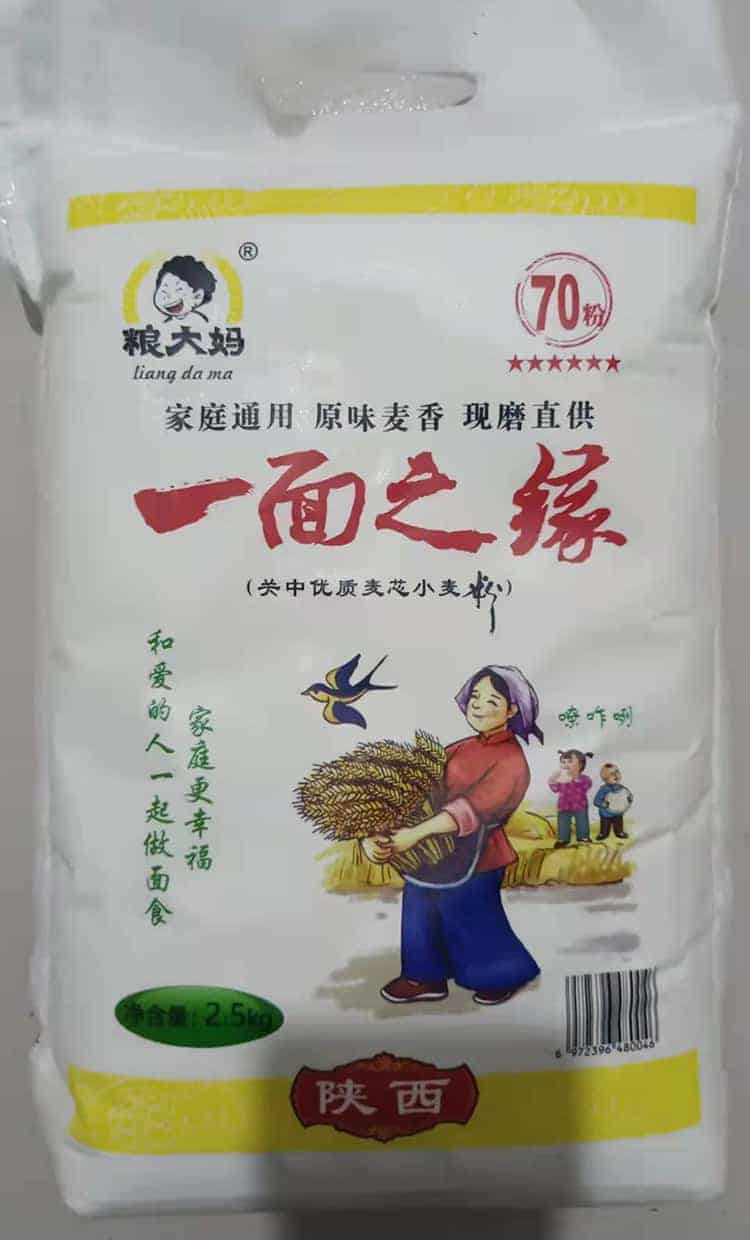 ®
粮大妈
liang da ma
70粉
★★★★★★
家庭通用 原味麦香 现磨直供
一面之缘
(关中优质麦芯小麦粉)
和爱的人一起做面食
家庭更幸福
嘹咋咧
净含量: 2.5kg
6 972396 480046
陕西